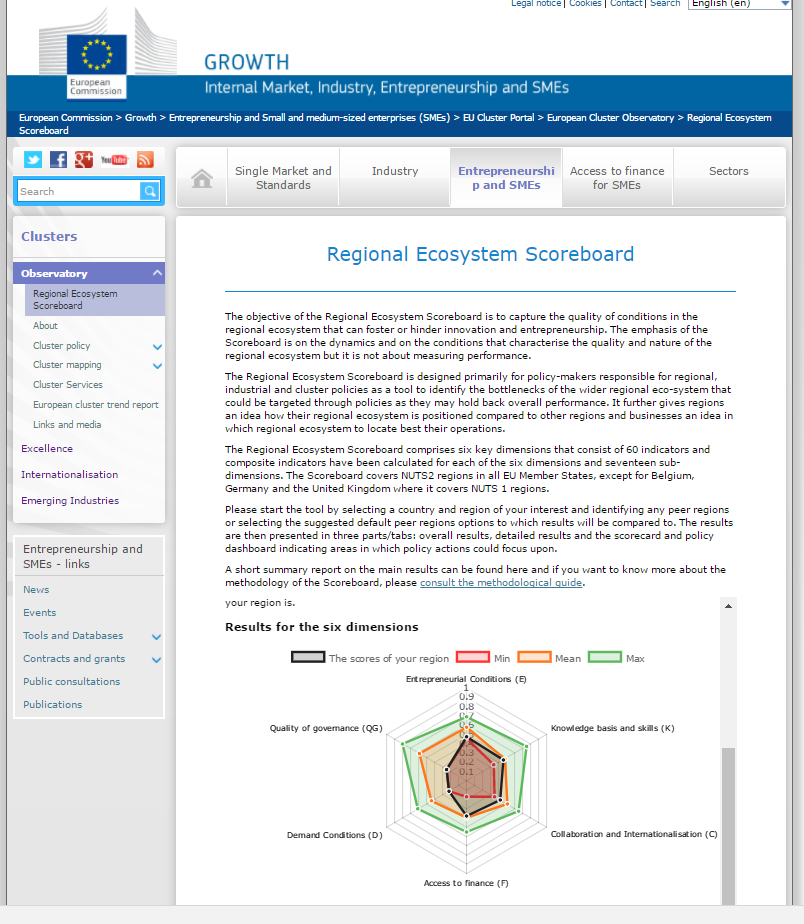 Legal notice | Cookies | Contact | Search English (en)
European
Commission
GROWTH
Internal Market, Industry, Entrepreneurship and SMEs
European Commission > Growth > Entrepreneurship and Small and medium-sized enterprises (SMEs) > EU Cluster Portal > European Cluster Observatory > Regional Ecosystem
Scoreboard
You Tube
Search
Single Market and
Standards
Industry
Entrepreneurshi
p and SMEs
Access to finance
for SMEs
Sectors
Clusters
Observatory
Regional Ecosystem
Scoreboard
About
Cluster policy
Cluster mapping
Cluster Services
European cluster trend report
Links and media
Excellence
Internationalisation
Emerging Industries
Entrepreneurship and
SMEs - links
News
Events
Tools and Databases
Contracts and grants
Public consultations
Publications
Regional Ecosystem Scoreboard
The objective of the Regional Ecosystem Scoreboard is to capture the quality of conditions in the
regional ecosystem that can foster or hinder innovation and entrepreneurship. The emphasis of the
Scoreboard is on the dynamics and on the conditions that characterise the quality and nature of the
regional ecosystem but it is not about measuring performance.
The Regional Ecosystem Scoreboard is designed primarily for policy-makers responsible for regional,
industrial and cluster policies as a tool to identify the bottlenecks of the wider regional eco-system that
could be targeted through policies as they may hold back overall performance. It further gives regions
an idea how their regional ecosystem is positioned compared to other regions and businesses an idea in
which regional ecosystem to locate best their operations.
The Regional Ecosystem Scoreboard comprises six key dimensions that consist of 60 indicators and
composite indicators have been calculated for each of the six dimensions and seventeen sub-
dimensions. The Scoreboard covers NUTS2 regions in all EU Member States, except for Belgium,
Germany and the United Kingdom where it covers NUTS 1 regions.
Please start the tool by selecting a country and region of your interest and identifying any peer regions
or selecting the suggested default peer regions options to which results will be compared to. The results
are then presented in three parts/tabs: overall results, detailed results and the scorecard and policy
dashboard indicating areas in which policy actions could focus upon.
A short summary report on the main results can be found here and if you want to know more about the
methodology of the Scoreboard, please consult the methodological guide.
your region is.
Results for the six dimensions
The scores of your region Min Mean Max
Entrepreneurial Conditions (E)
1
0.9
0.8
0.7
0.6
0.3
0.2
0.1
Quality of governance (QG)
Knowledge basis and skills (K)
Demand Conditions (D)
Collaboration and Internationalisation (C)
Access to finance (F)